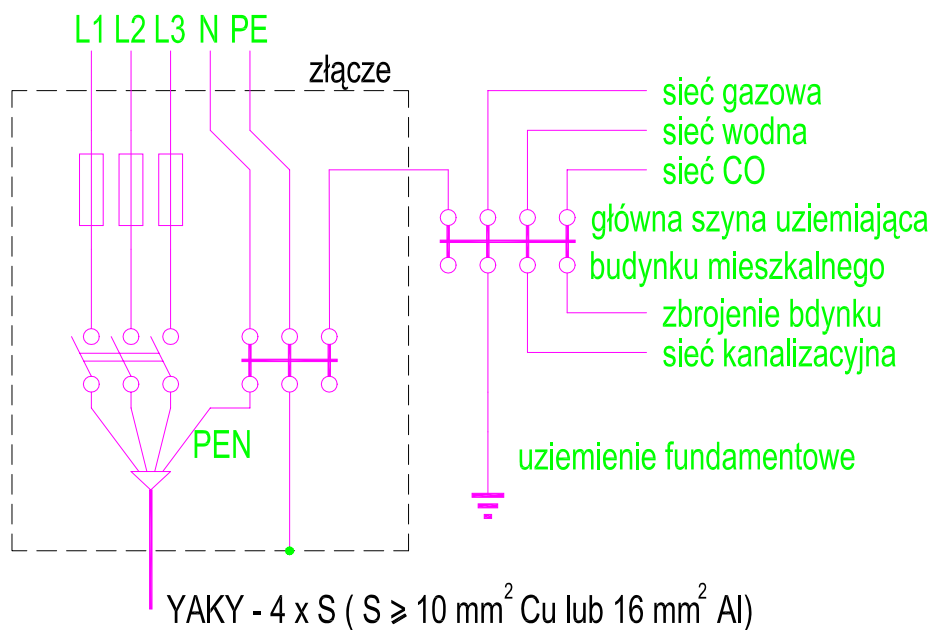 L1 L2 L3 N PE
złącze
sieć gazowa
sieć wodna
sieć CO
główna szyna uziemiająca
budynku mieszkalnego
zbrojenie bdynku
sieć kanalizacyjna
PEN
uziemienie fundamentowe
YAKY - 4 x S ( S ⩾ 10 mm² Cu lub 16 mm² Al)